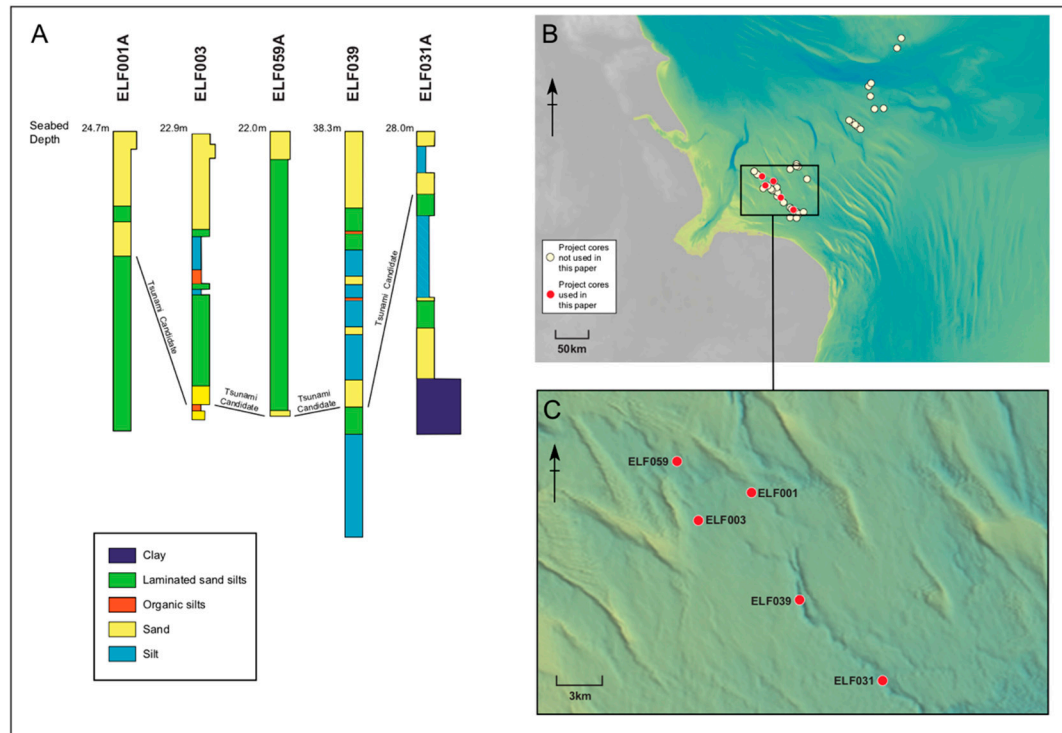 A
ELF001A
ELF003
ELF059A
ELF039
ELF031A
Seabed
Depth
24.7m
22.9m
22.0m
38.3m
28.0m
Tsunami Candidate
Tsunami
Candidate
Tsunami
Candidate
Tsunami Candidate
Clay
Laminated sand silts
Organic silts
Sand
Silt
B
Project cores
not used in
this paper
Project cores
used in
this paper
50km
C
ELF059
ELF001
ELF003
ELF039
ELF031
3km